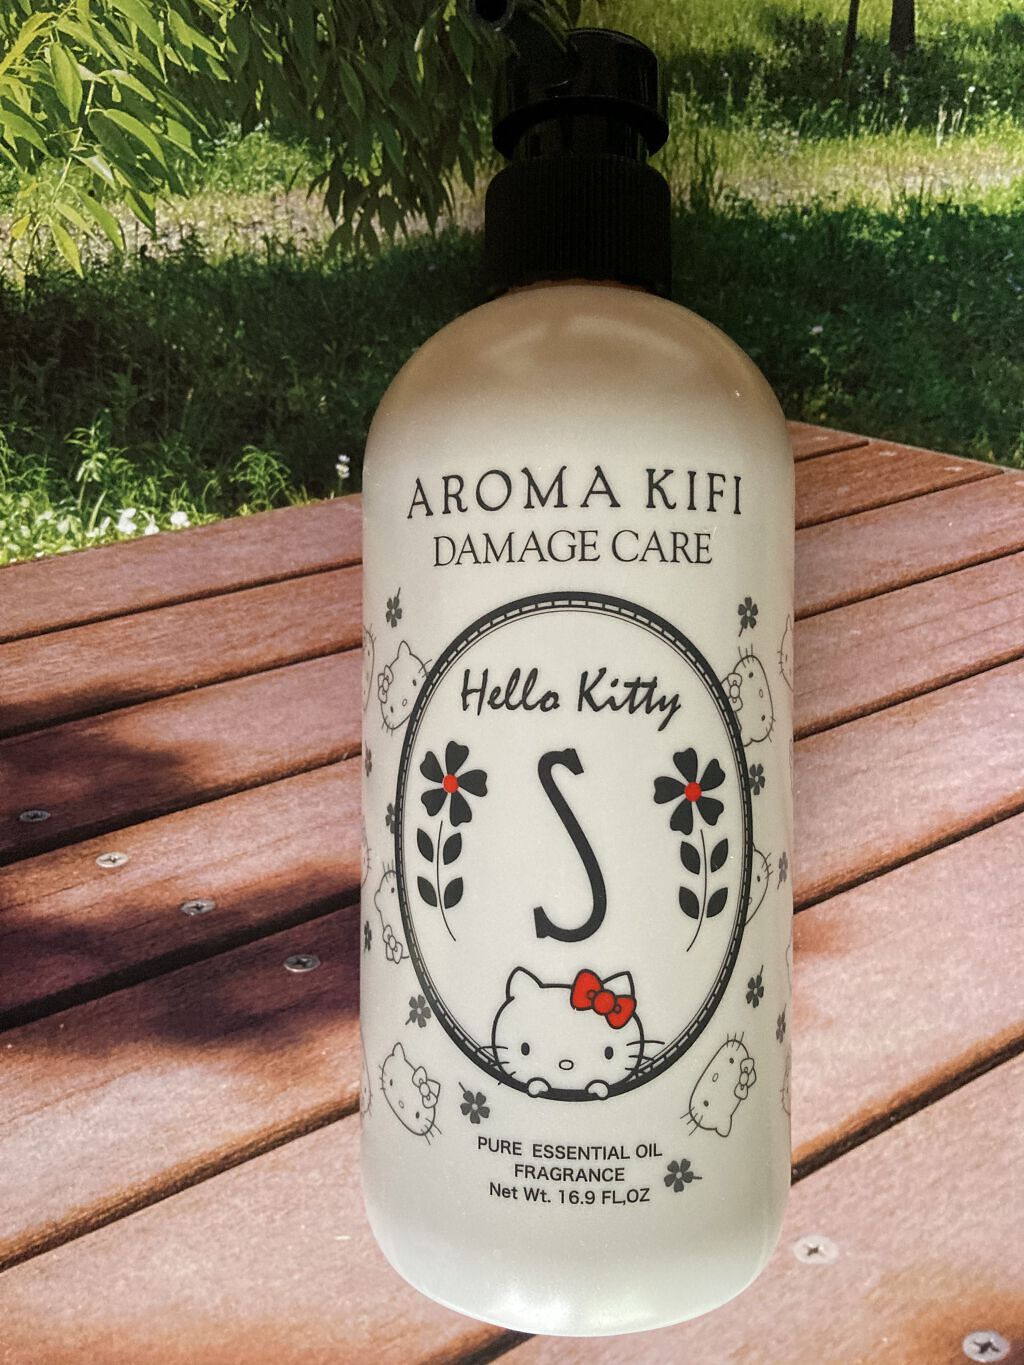 AROMA KIFI
DAMAGE CARE
Hello Kitty
S
PURE ESSENTIAL OIL
FRAGRANCE
Net Wt. 16.9 FL,OZ